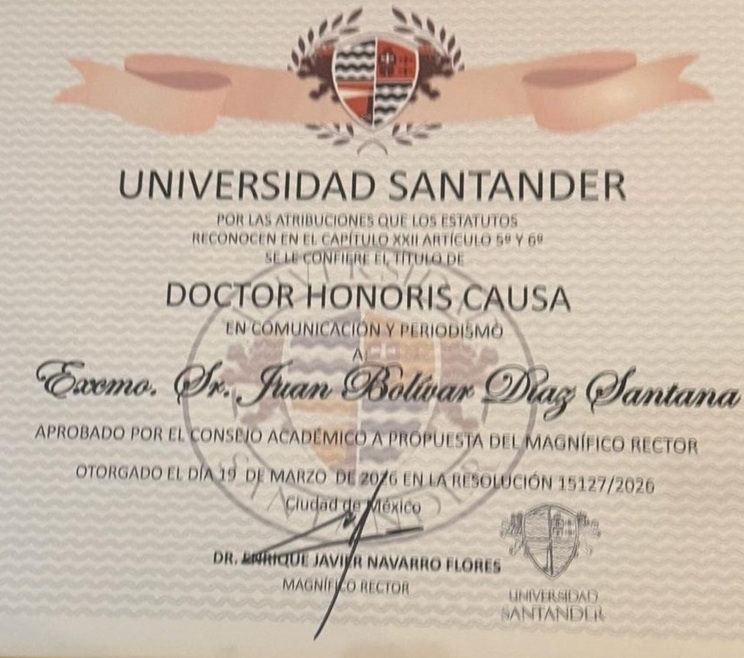 UNIVERSIDAD SANTANDER
POR LAS ATRIBUCIONES QUE LOS ESTATUTOS
RECONOCEN EN EL CAPÍTULO XXII ARTÍCULO 5º Y 6º
SE LE CONFIERE EL TÍTULO DE
DOCTOR HONORIS CAUSA
EN COMUNICACIÓN Y PERIODISMO
AL
Excmo. Sr. Juan Bolívar Díaz Santana
APROBADO POR EL CONSEJO ACADÉMICO A PROPUESTA DEL MAGNÍFICO RECTOR
OTORGADO EL DÍA 19 DE MARZO DE 2026 EN LA RESOLUCIÓN 15127/2026
Ciudad de México
DR. ENRIQUE JAVIER NAVARRO FLORES
MAGNÍFICO RECTOR
UNIVERSIDAD
SANTANDER